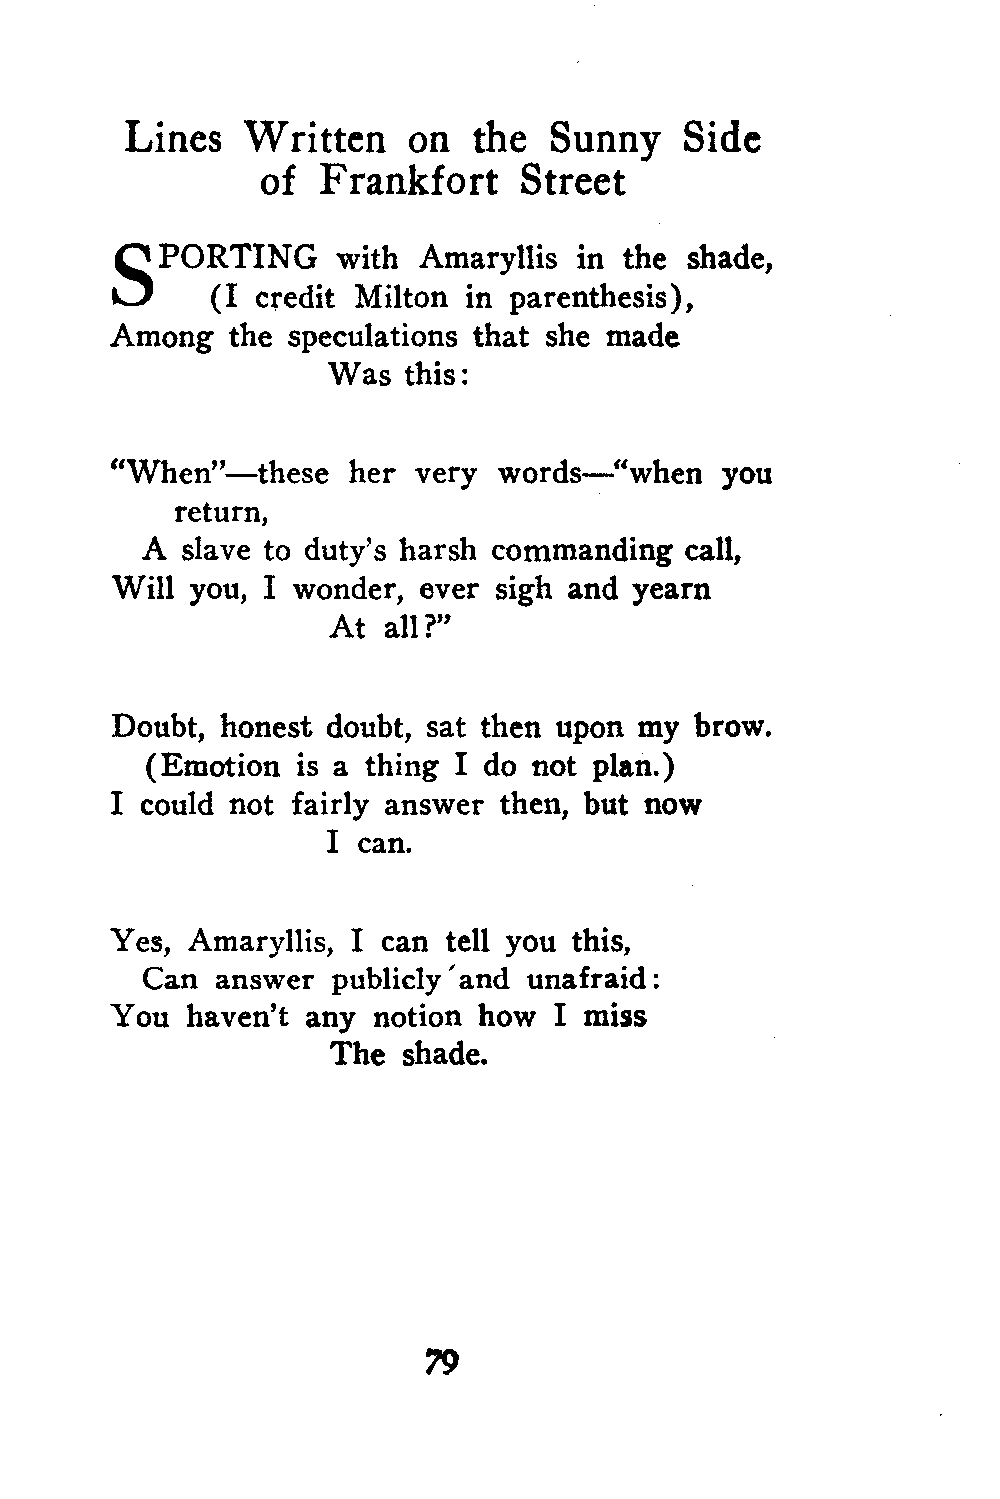 Lines Written on the Sunny Side
of Frankfort Street
SPORTING with Amaryllis in the shade,
(I credit Milton in parenthesis),
Among the speculations that she made
Was this:
“When”—these her very words—“when you
return,
A slave to duty’s harsh commanding call,
Will you, I wonder, ever sigh and yearn
At all?”
Doubt, honest doubt, sat then upon my brow.
(Emotion is a thing I do not plan.)
I could not fairly answer then, but now
I can.
Yes, Amaryllis, I can tell you this,
Can answer publicly and unafraid:
You haven’t any notion how I miss
The shade.
79